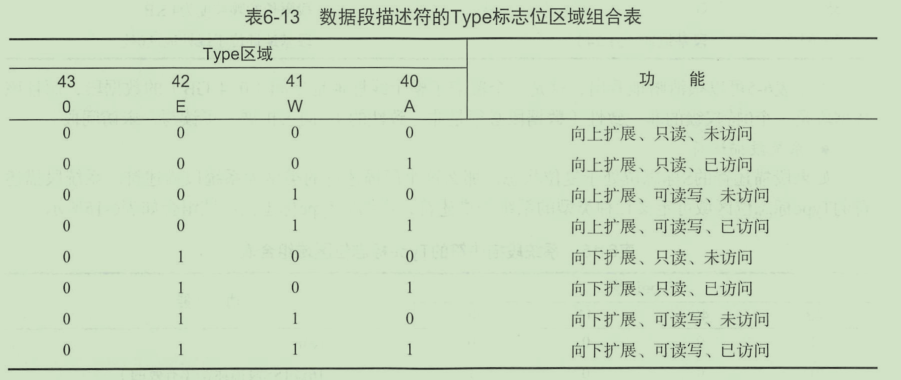 表6-13 数据段描述符的Type标志位区域组合表
Type区域
43 42 41 40 功 能
0 E W A
0 0 0 0 向上扩展、只读、未访问
0 0 0 1 向上扩展、只读、已访问
0 0 1 0 向上扩展、可读写、未访问
0 0 1 1 向上扩展、可读写、已访问
0 1 0 0 向下扩展、只读、未访问
0 1 0 1 向下扩展、只读、已访问
0 1 1 0 向下扩展、可读写、未访问
0 1 1 1 向下扩展、可读写、已访问